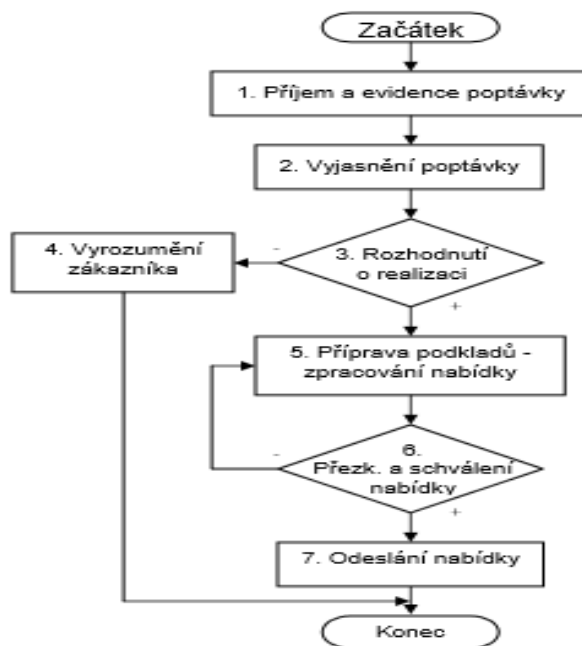 Začátek
1. Příjem a evidence poptávky
2. Vyjasnění poptávky
3. Rozhodnutí
o realizaci
-
+
4. Vyrozumění
zákazníka
5. Příprava podkladů -
zpracování nabídky
6.
Přezk. a schválení
nabídky
-
+
7. Odeslání nabídky
Konec